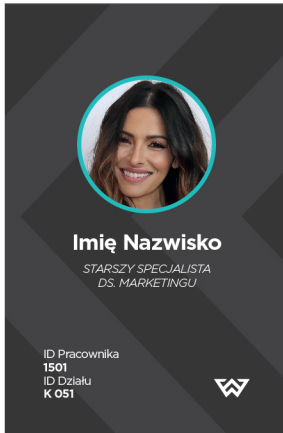 Imię Nazwisko
STARSZY SPECJALISTA
DS. MARKETINGU
ID Pracownika
1501
ID Działu
K 051